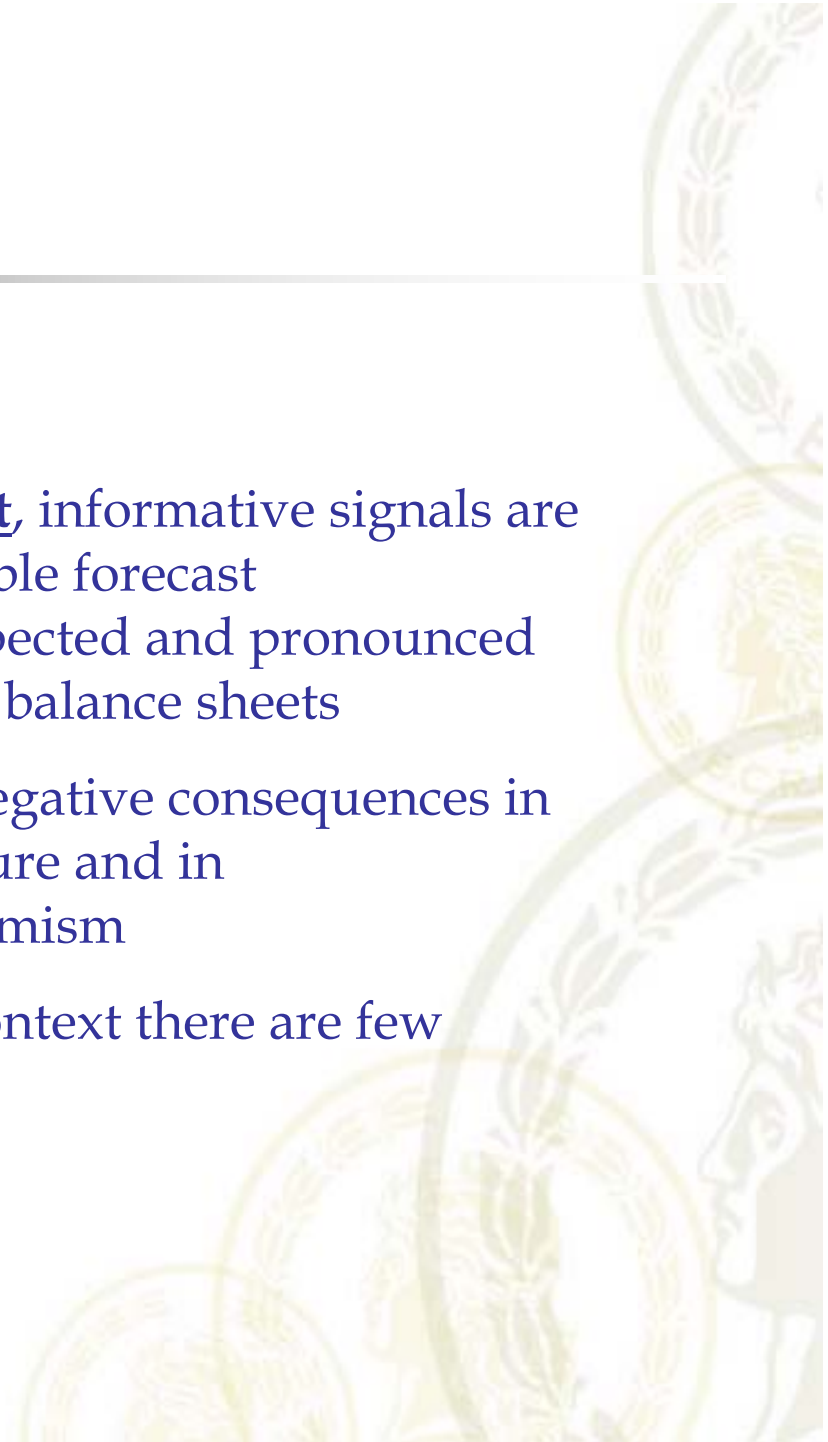 t, informative signals are
ble forecast
pected and pronounced
balance sheets
egative consequences in
ure and in
mism
ontext there are few